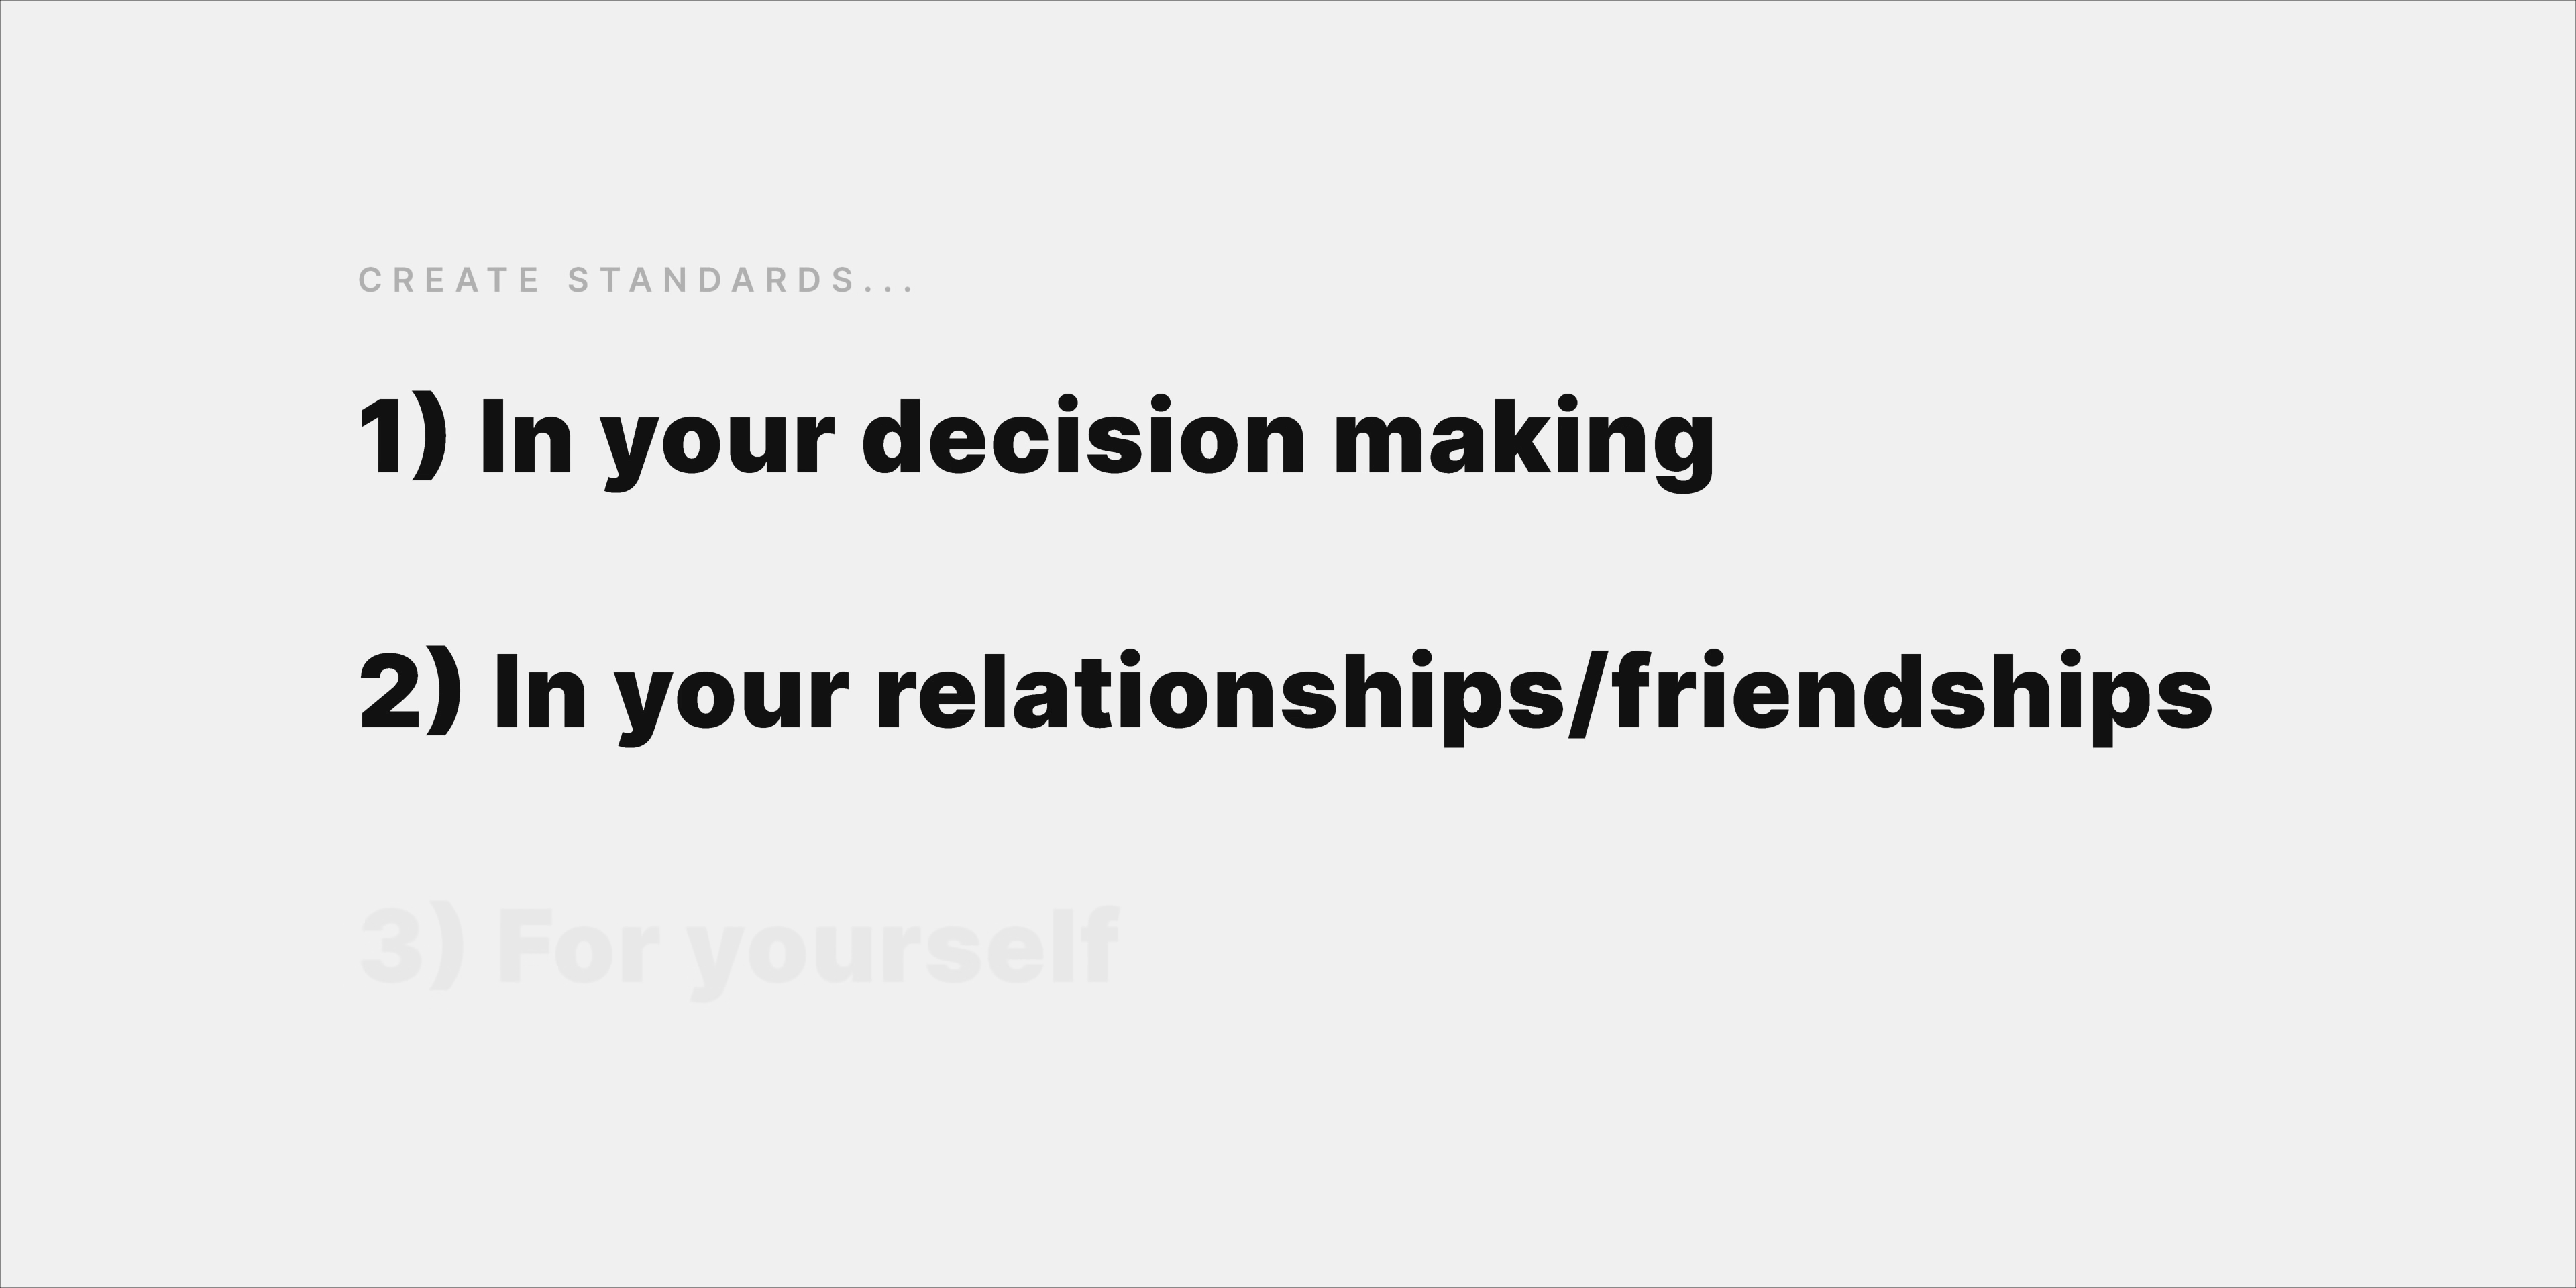 CREATE STANDARDS...
1) In your decision making
2) In your relationships/friendships
3) For yourself